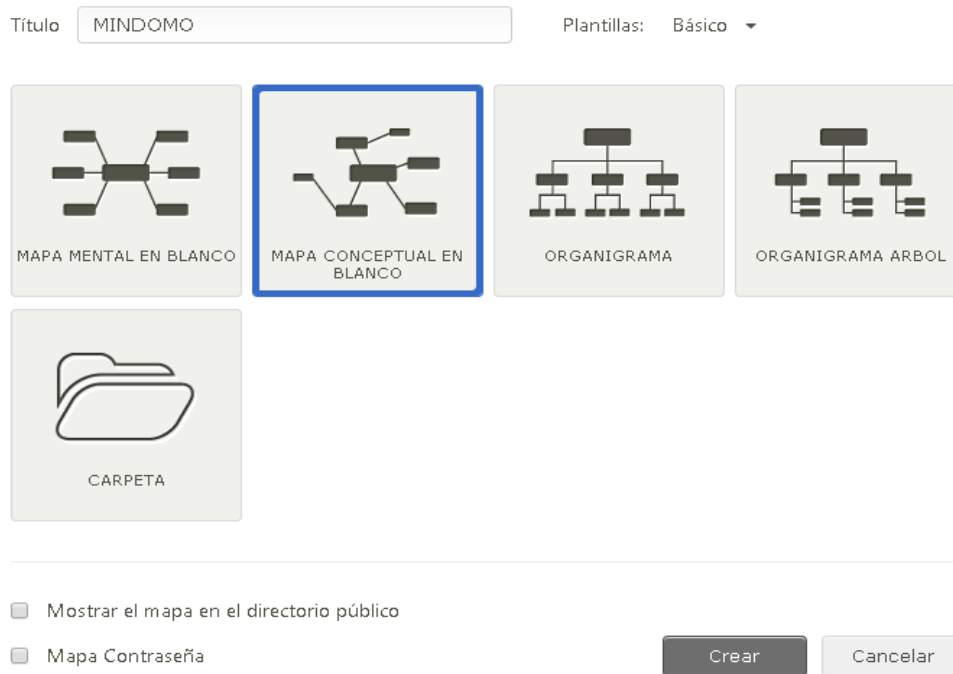 Título MINDOMO Plantillas: Básico
MAPA MENTAL EN BLANCO
MAPA CONCEPTUAL EN
BLANCO
ORGANIGRAMA
ORGANIGRAMA ARBOL
CARPETA
Mostrar el mapa en el directorio público
Mapa Contraseña
Crear
Cancelar